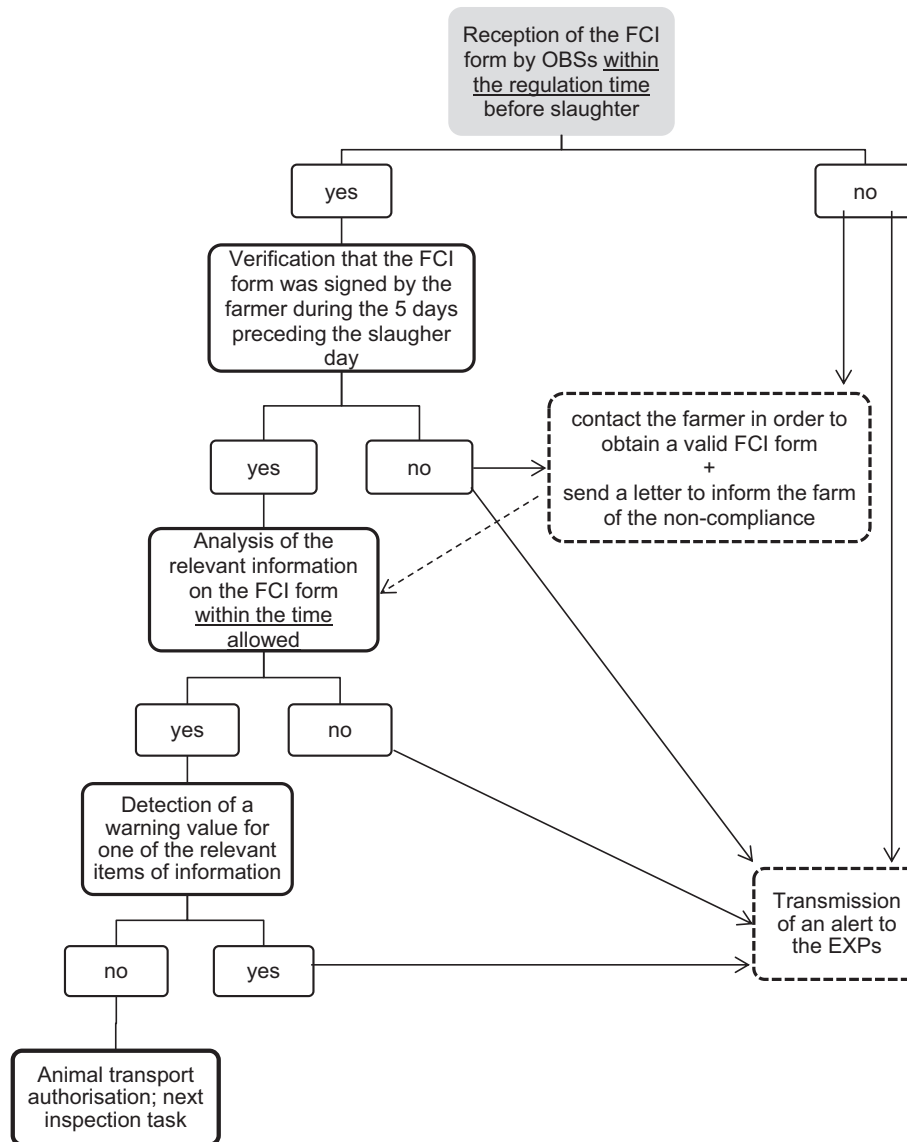 Reception of the FCI
form by OBSs within
the regulation time
before slaughter
yes
no
Verification that the FCI
form was signed by the
farmer during the 5 days
preceding the slaugher
day
contact the farmer in order to
obtain a valid FCI form
+
send a letter to inform the farm
of the non-compliance
yes
no
Analysis of the
relevant information
on the FCI form
within the time
allowed
yes
no
Detection of a
warning value for
one of the relevant
items of information
Transmission
of an alert to
the EXPs
no
yes
Animal transport
authorisation; next
inspection task